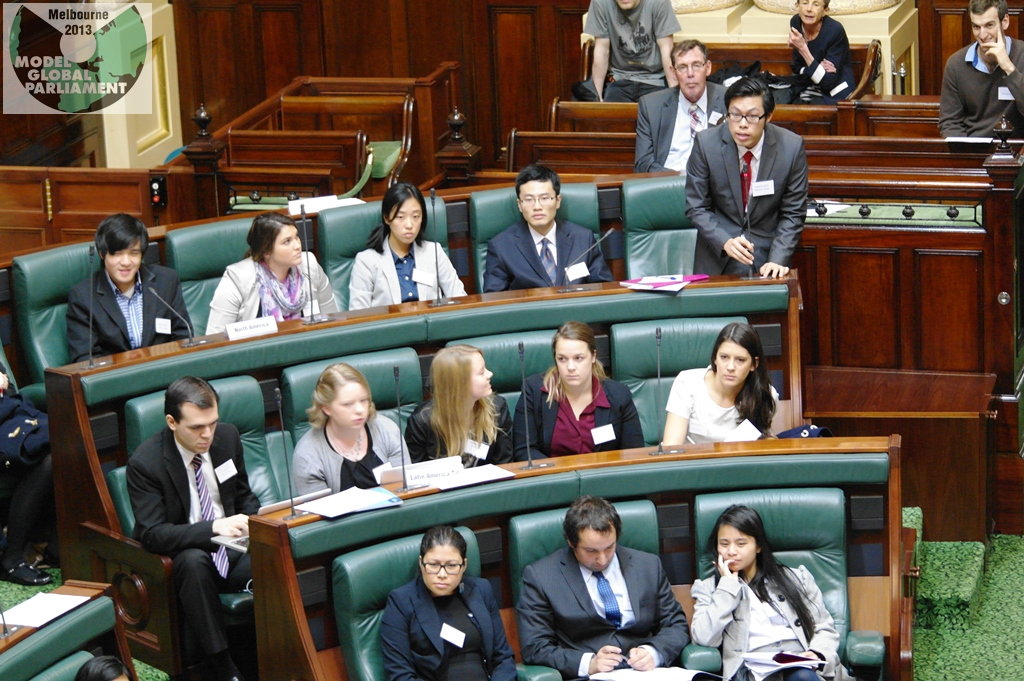 Melbourne
2013
MODEL
GLOBAL
PARLIAMENT
North America
Latin America